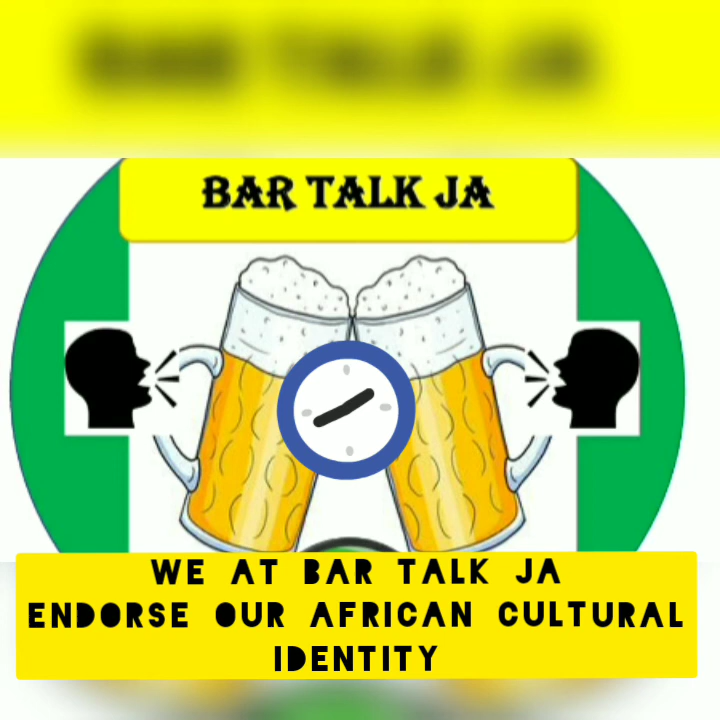 BAR TALK JA
WE AT BAR TALK JA
ENDORSE OUR AFRICAN CULTURAL
IDENTITY